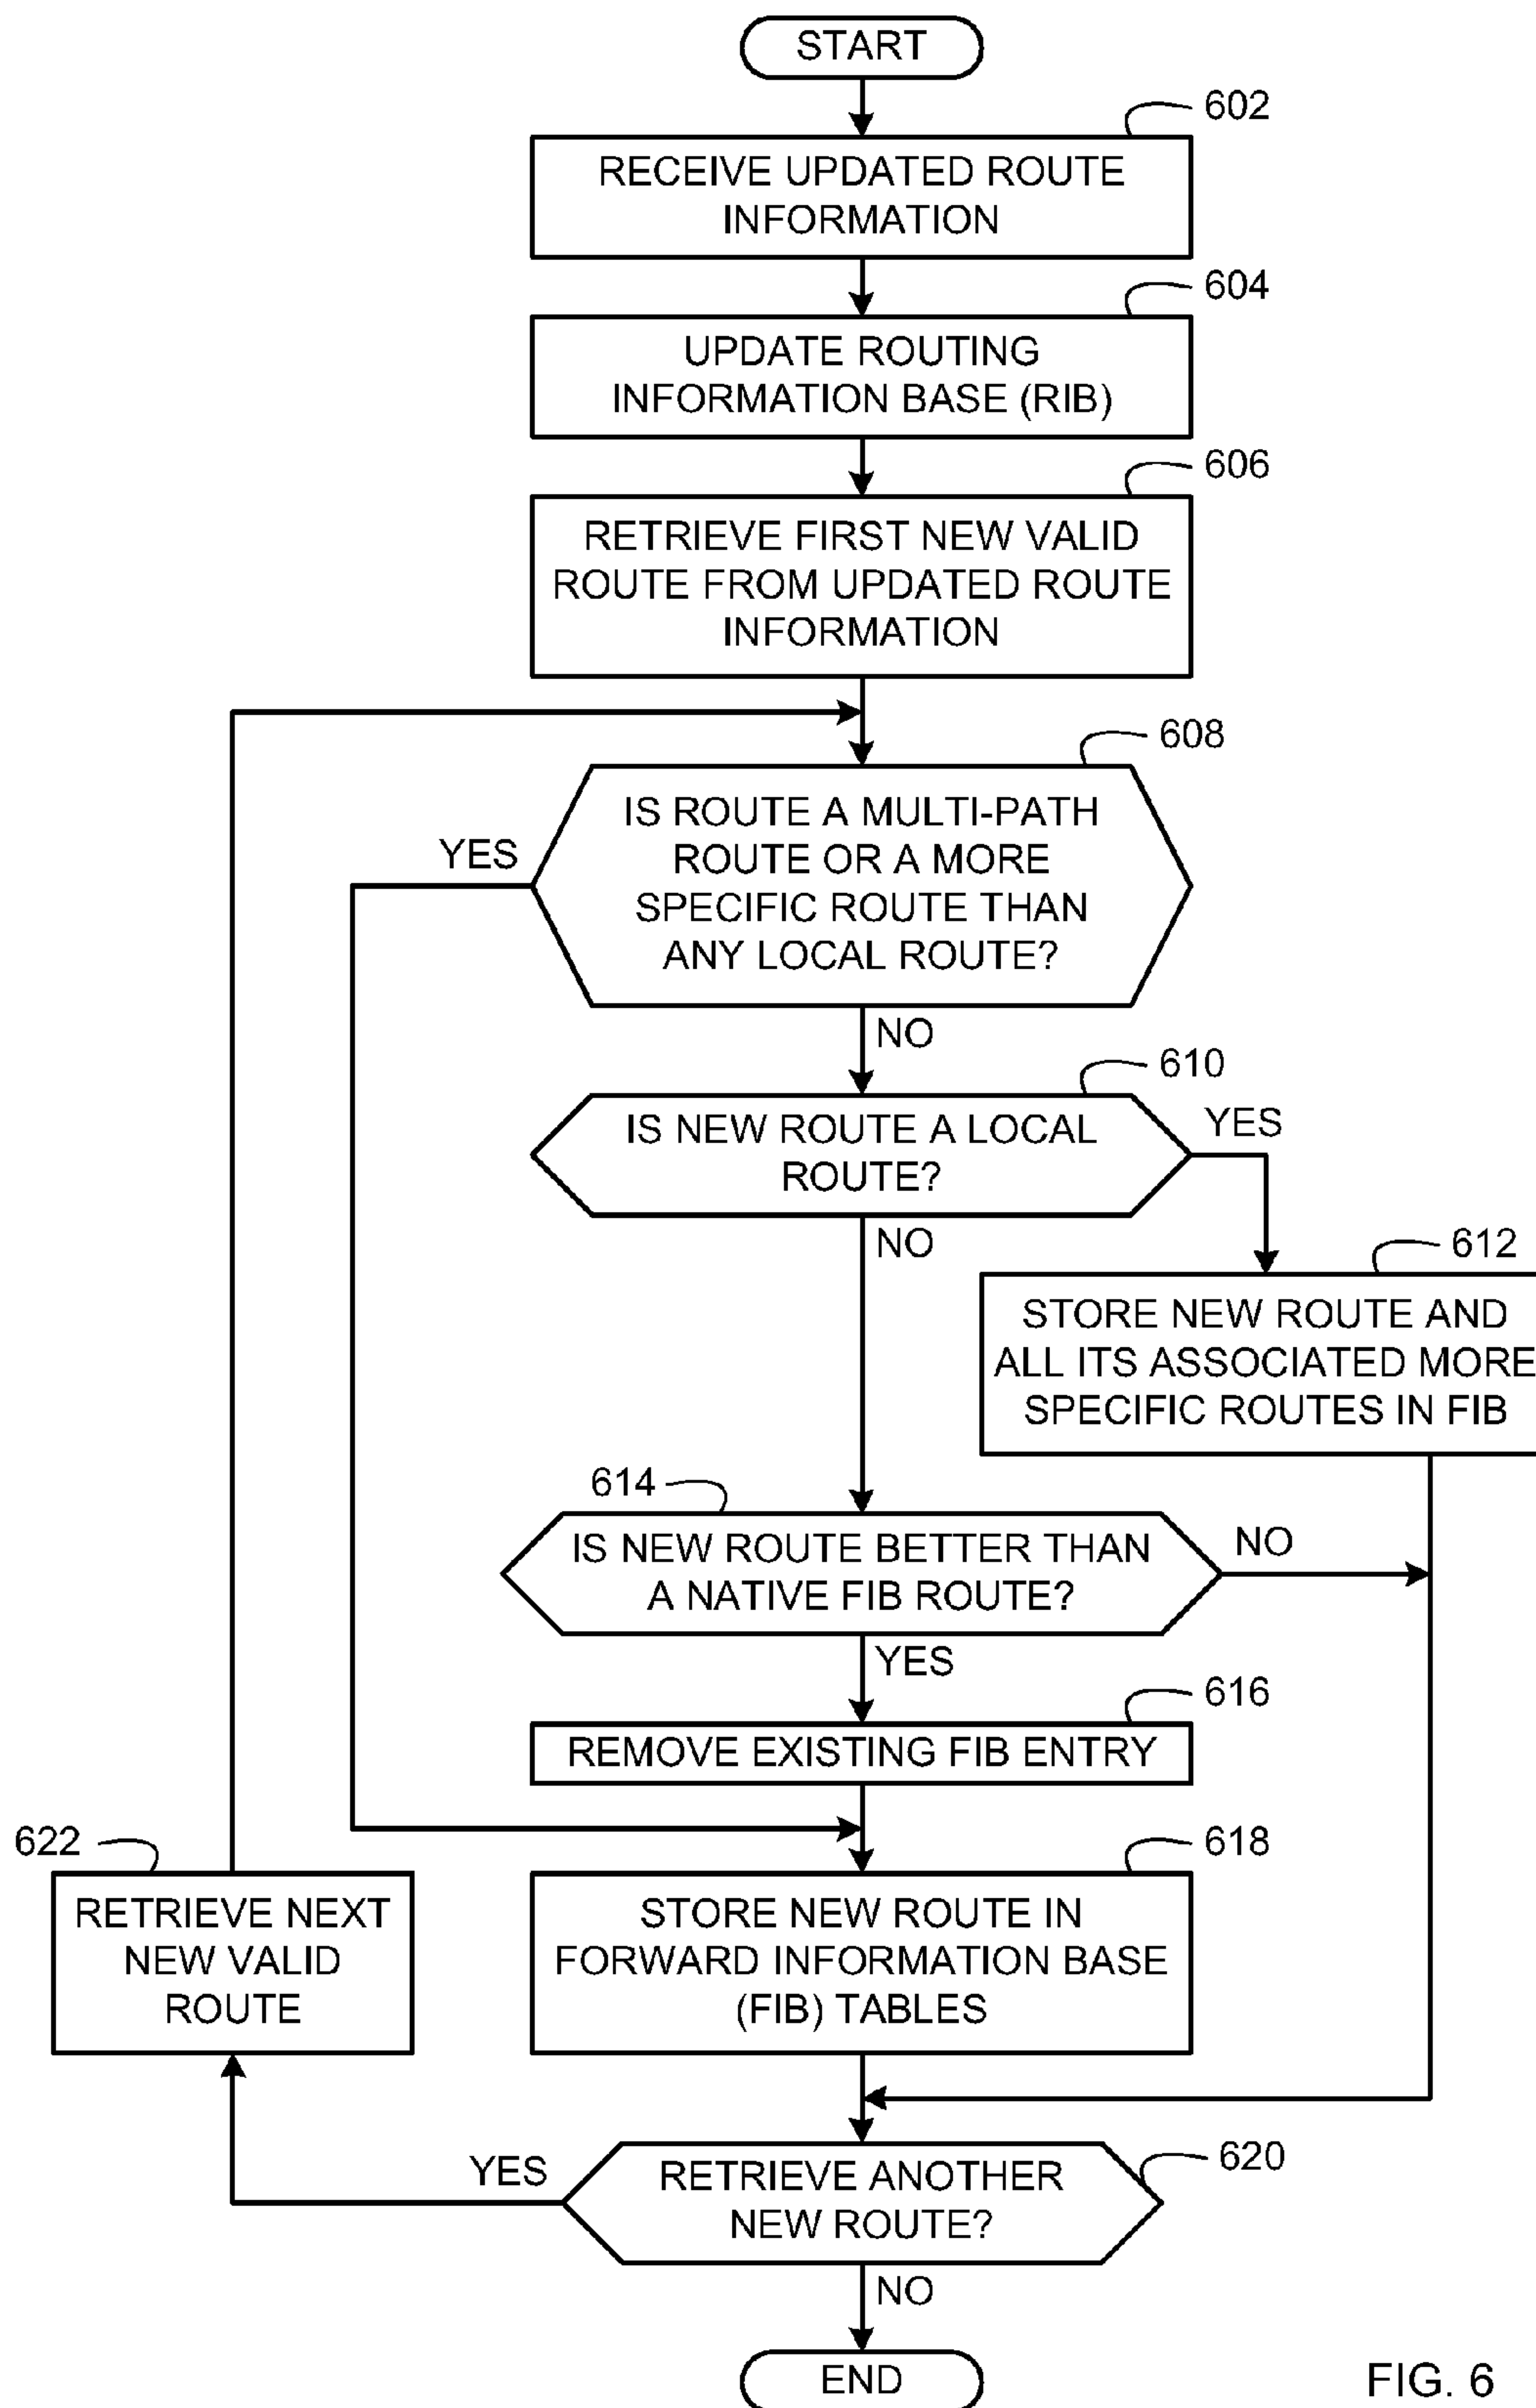 START
602
RECEIVE UPDATED ROUTE
INFORMATION
604
UPDATE ROUTING
INFORMATION BASE (RIB)
606
RETRIEVE FIRST NEW VALID
ROUTE FROM UPDATED ROUTE
INFORMATION
608
IS ROUTE A MULTI-PATH
ROUTE OR A MORE
SPECIFIC ROUTE THAN
ANY LOCAL ROUTE?
YES
NO
610
IS NEW ROUTE A LOCAL
ROUTE?
YES
NO
612
STORE NEW ROUTE AND
ALL ITS ASSOCIATED MORE
SPECIFIC ROUTES IN FIB
614
IS NEW ROUTE BETTER THAN
A NATIVE FIB ROUTE?
NO
YES
616
REMOVE EXISTING FIB ENTRY
618
STORE NEW ROUTE IN
FORWARD INFORMATION BASE
(FIB) TABLES
622
RETRIEVE NEXT
NEW VALID
ROUTE
620
RETRIEVE ANOTHER
NEW ROUTE?
YES
NO
END
FIG. 6